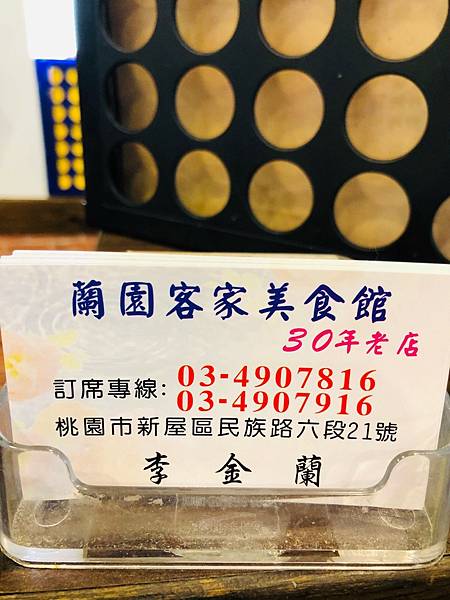 蘭園客家美食館
30年老店
訂席專線: 03-4907816
03-4907916
桃園市新屋區民族路六段21號
李金蘭